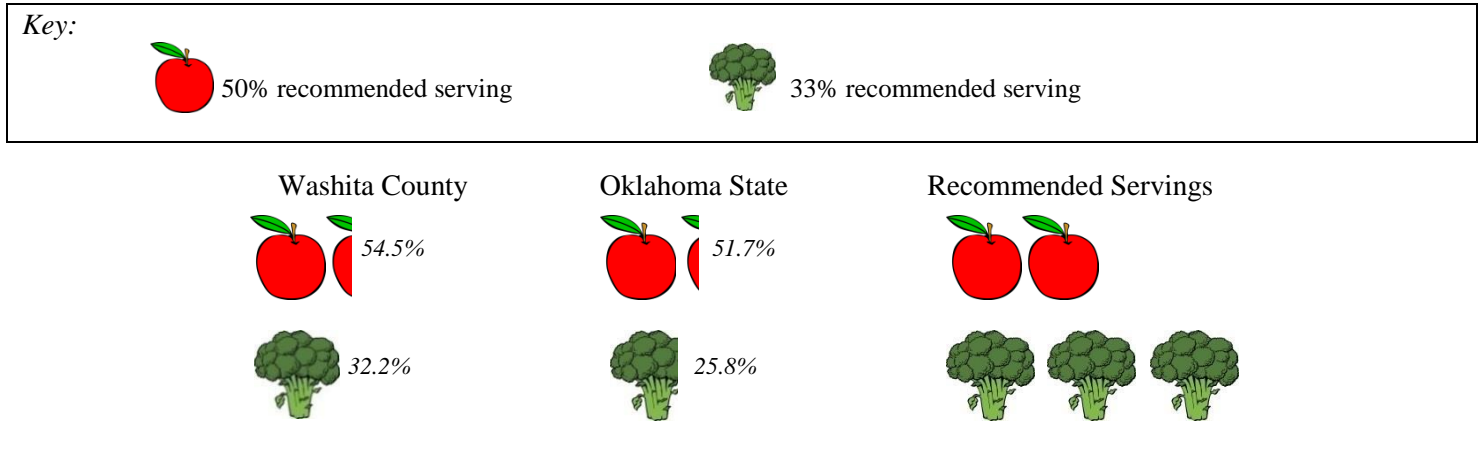 Key:
50% recommended serving
33% recommended serving
Washita County
Oklahoma State
Recommended Servings
54.5%
51.7%
32.2%
25.8%